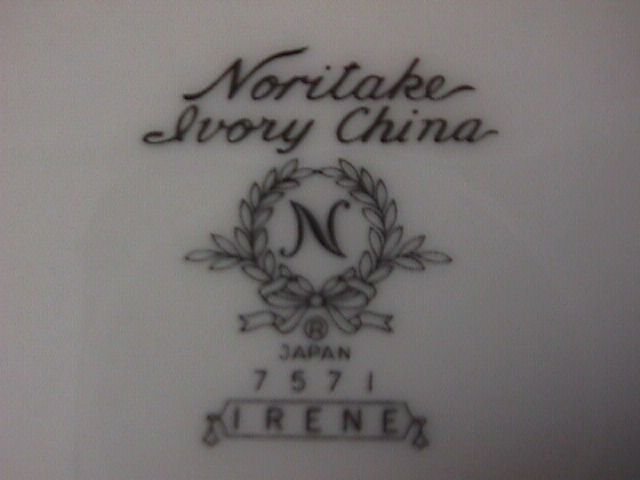 Noritake
Ivory China
N
®
JAPAN
7571
IRENE